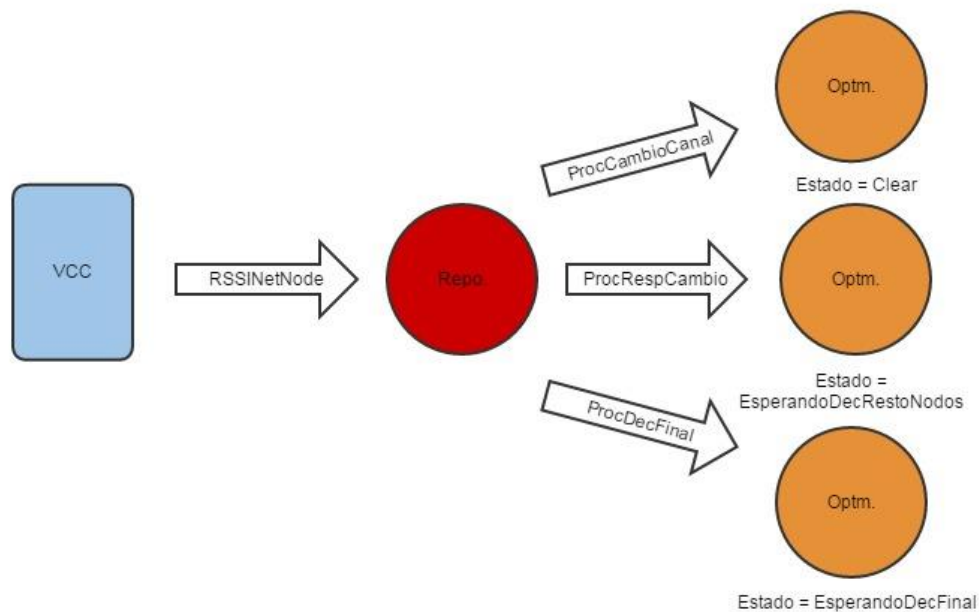 Optm.
ProcCambioCanal
Estado = Clear
VCC
RSSINetNode
Repo.
ProcRespCambio
Optm.
Estado =
EsperandoDecRestoNodos
ProcDecFinal
Optm.
Estado = EsperandoDecFinal